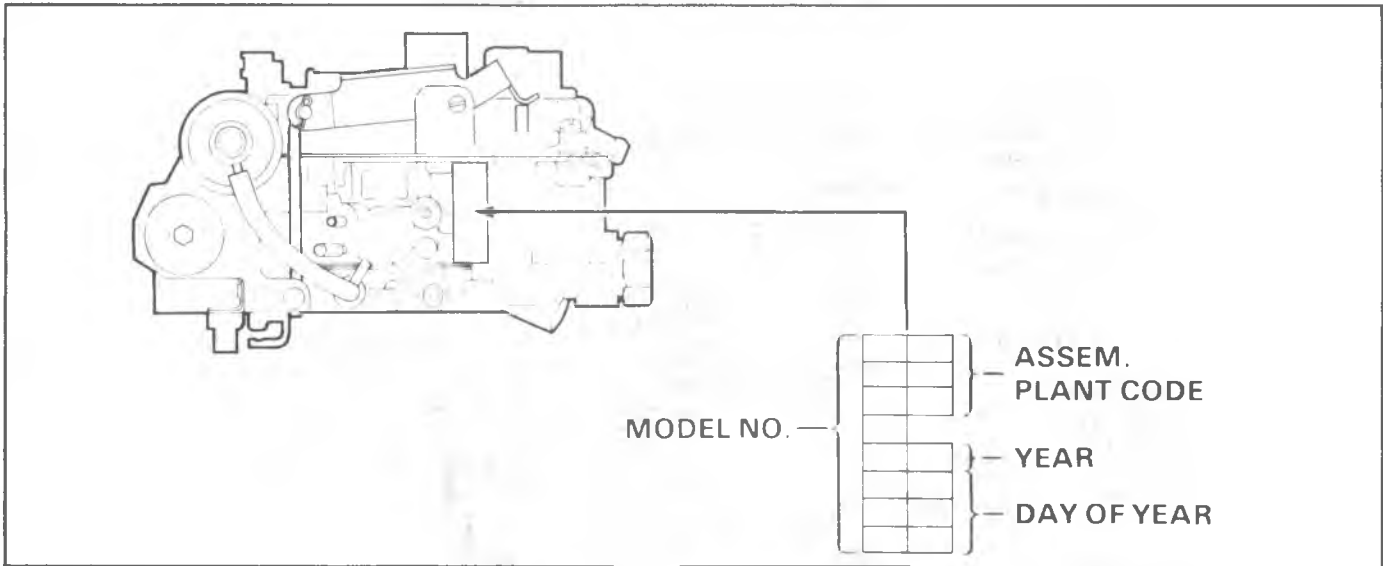 ASSEM.
PLANT CODE
MODEL NO.
YEAR
DAY OF YEAR